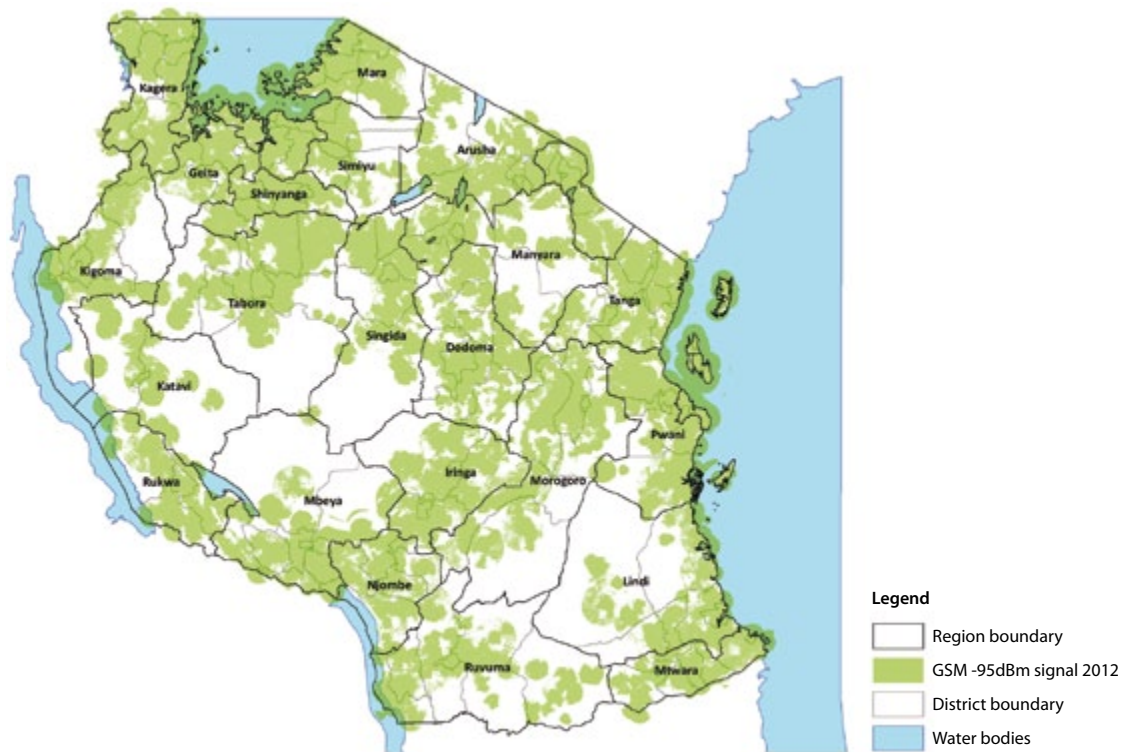 Mara
Kagera
Arusha
Simiyu
Geita
Shinyanga
Manyara
Kigoma
Tanga
Tabora
Singida
Dodoma
Katavi
Pwani
Iringa
Rukwa
Morogoro
Mbeya
Lindi
Njombe
Ruvuma
Mtwara
Legend
Region boundary
GSM -95dBm signal 2012
District boundary
Water bodies